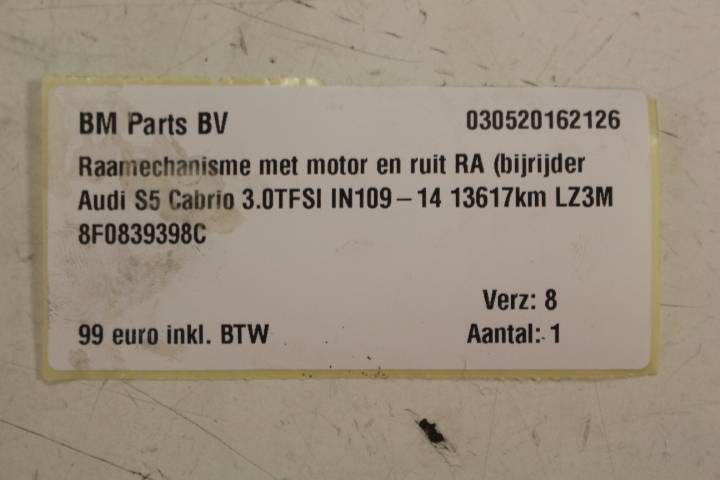 BM Parts BV 030520162126
Raamechanisme met motor en ruit RA (bijrijder
Audi S5 Cabrio 3.0TFSI IN109-14 13617km LZ3M
8F0839398C
Verz: 8
99 euro inkl. BTW Aantal: 1